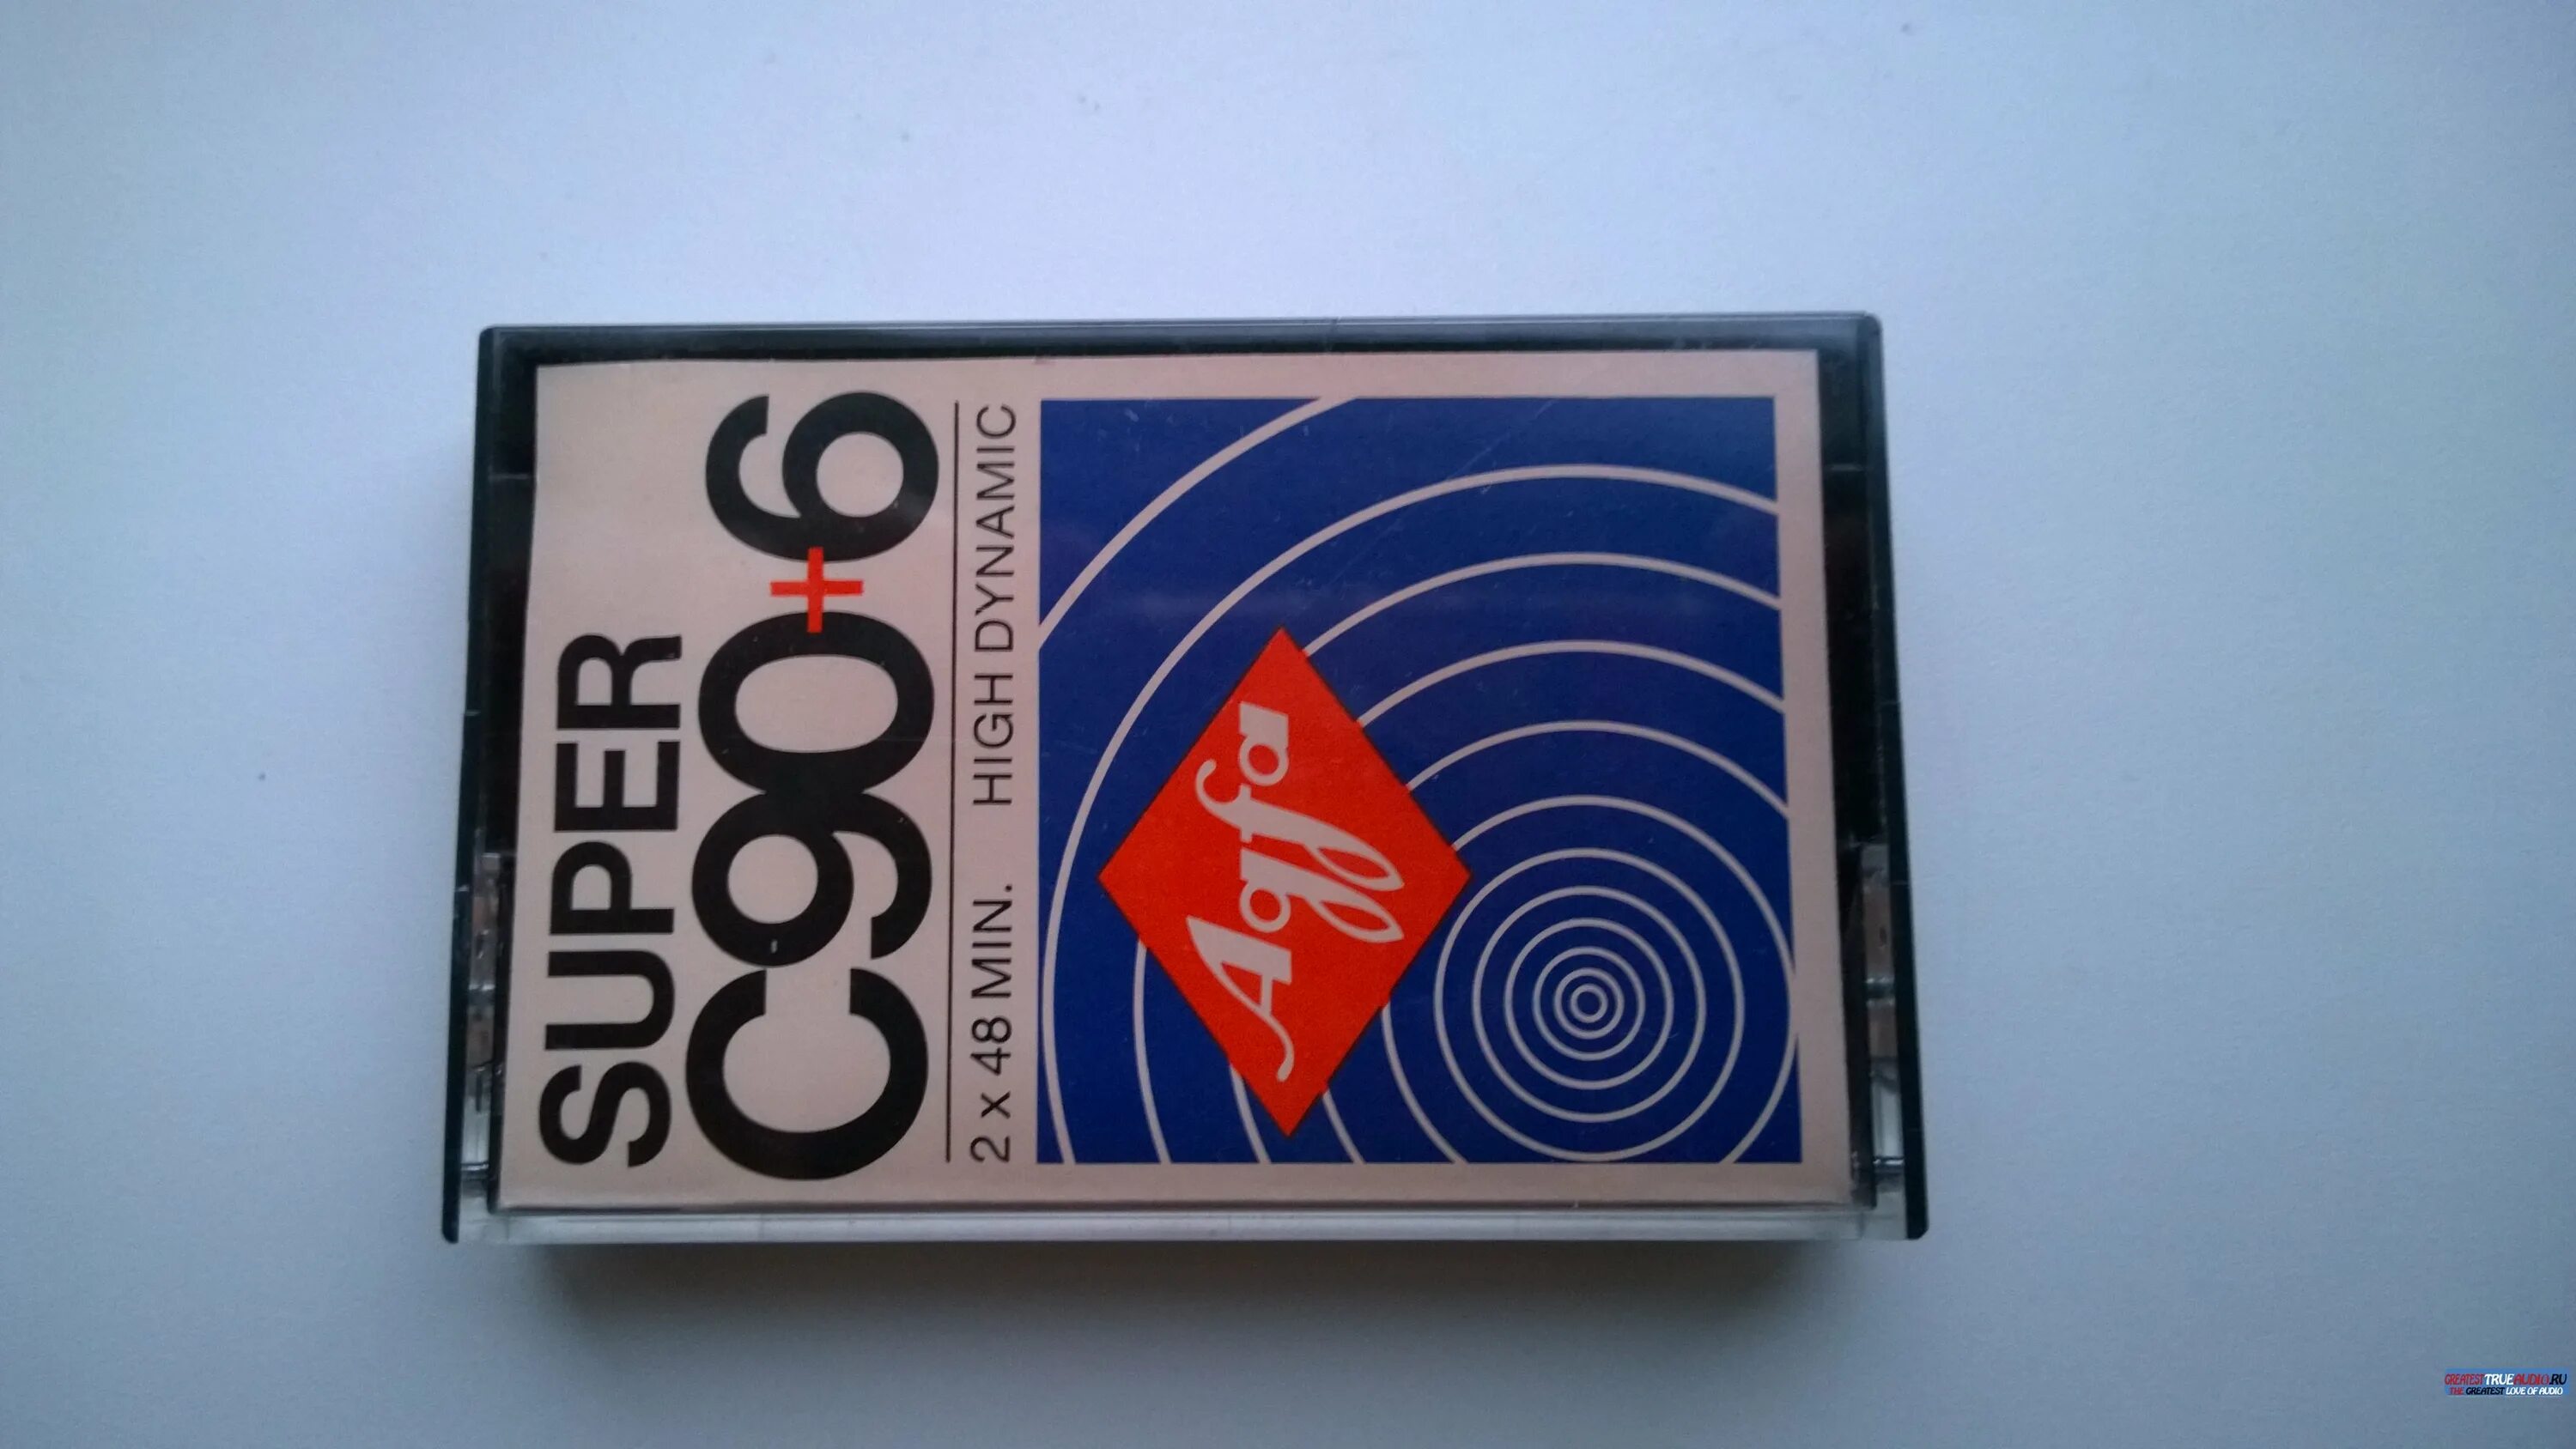 SUPER
C90+6
2 x 48 MIN. HIGH DYNAMIC
Agfa
GREATESTTRUEAUDIO.RU
THE GREATEST LOVE OF AUDIO